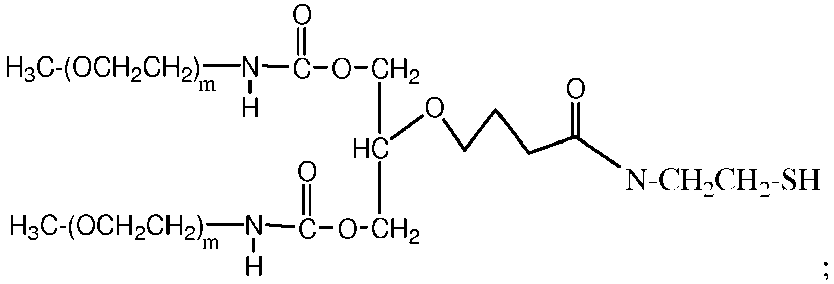 O
H₃C-(OCH₂CH₂)ₘ-N-C-O-CH₂
H
O
O
HC
O
N-CH₂CH₂-SH
H₃C-(OCH₂CH₂)ₘ-N-C-O-CH₂
H
;